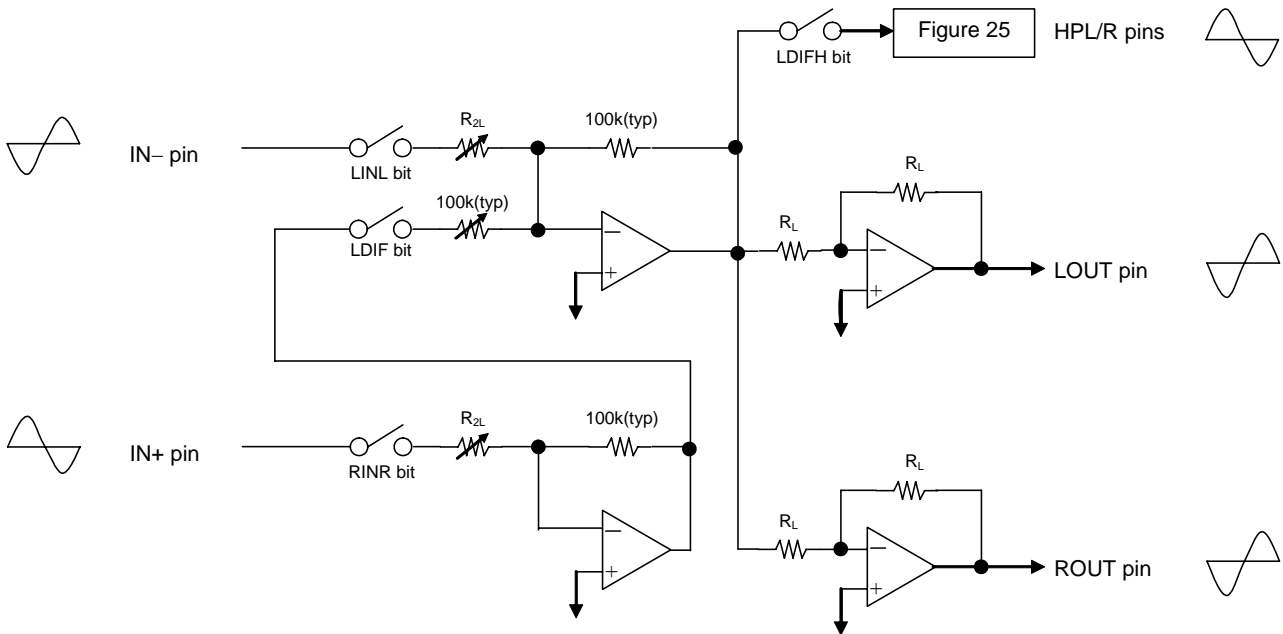 Figure 25
HPL/R pins
LDIFH bit
R2L
100k(typ)
IN− pin
LINL bit
100k(typ)
RL
LDIF bit
RL
−
−
+
LOUT pin
+
R2L
100k(typ)
IN+ pin
RINR bit
RL
RL
−
−
+
ROUT pin
+